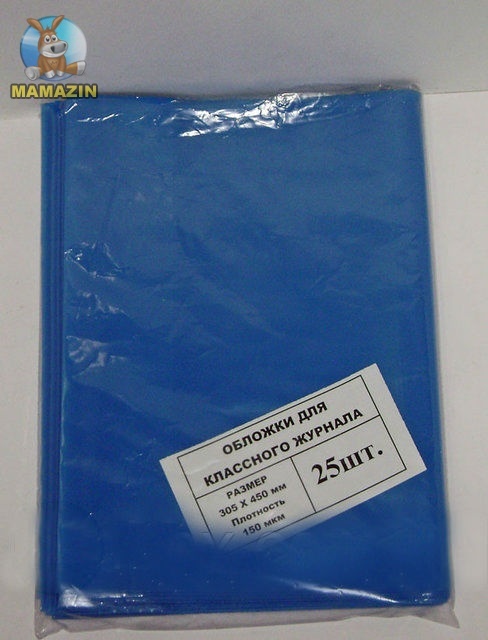 MAMAZIN
ОБЛОЖКИ ДЛЯ
КЛАССНОГО ЖУРНАЛА
РАЗМЕР
305 X 450 мм
Плотность
150 мкм
25шт.